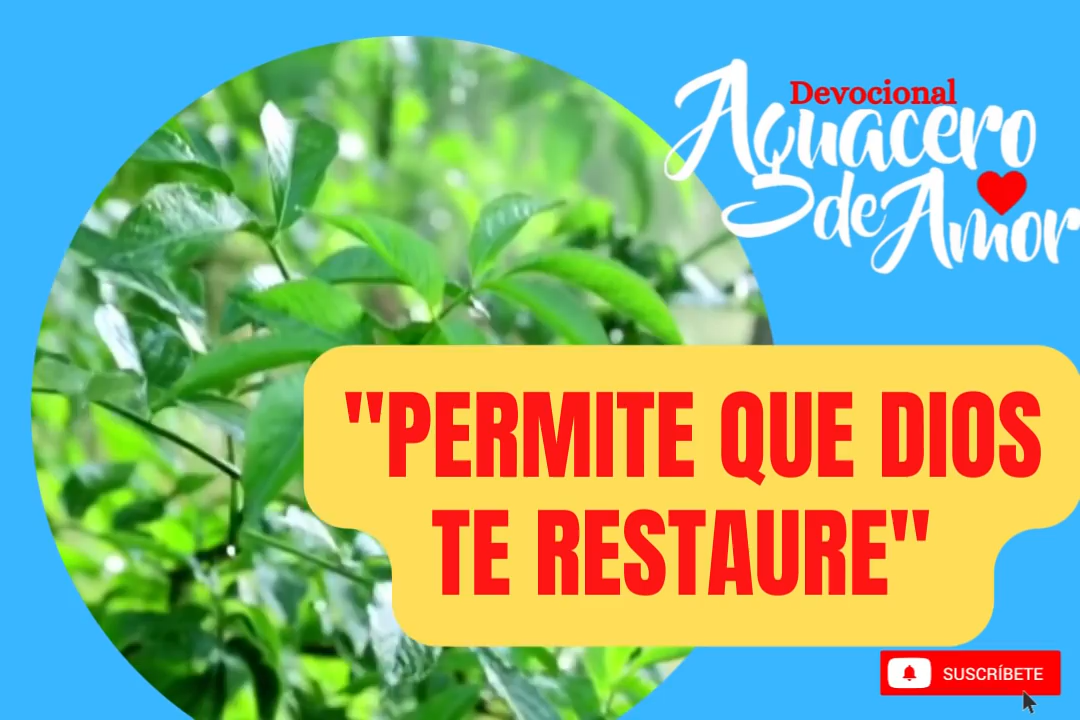 Devocional
Aguacero
de Amor
"PERMITE QUE DIOS
TE RESTAURE"
SUSCRÍBETE